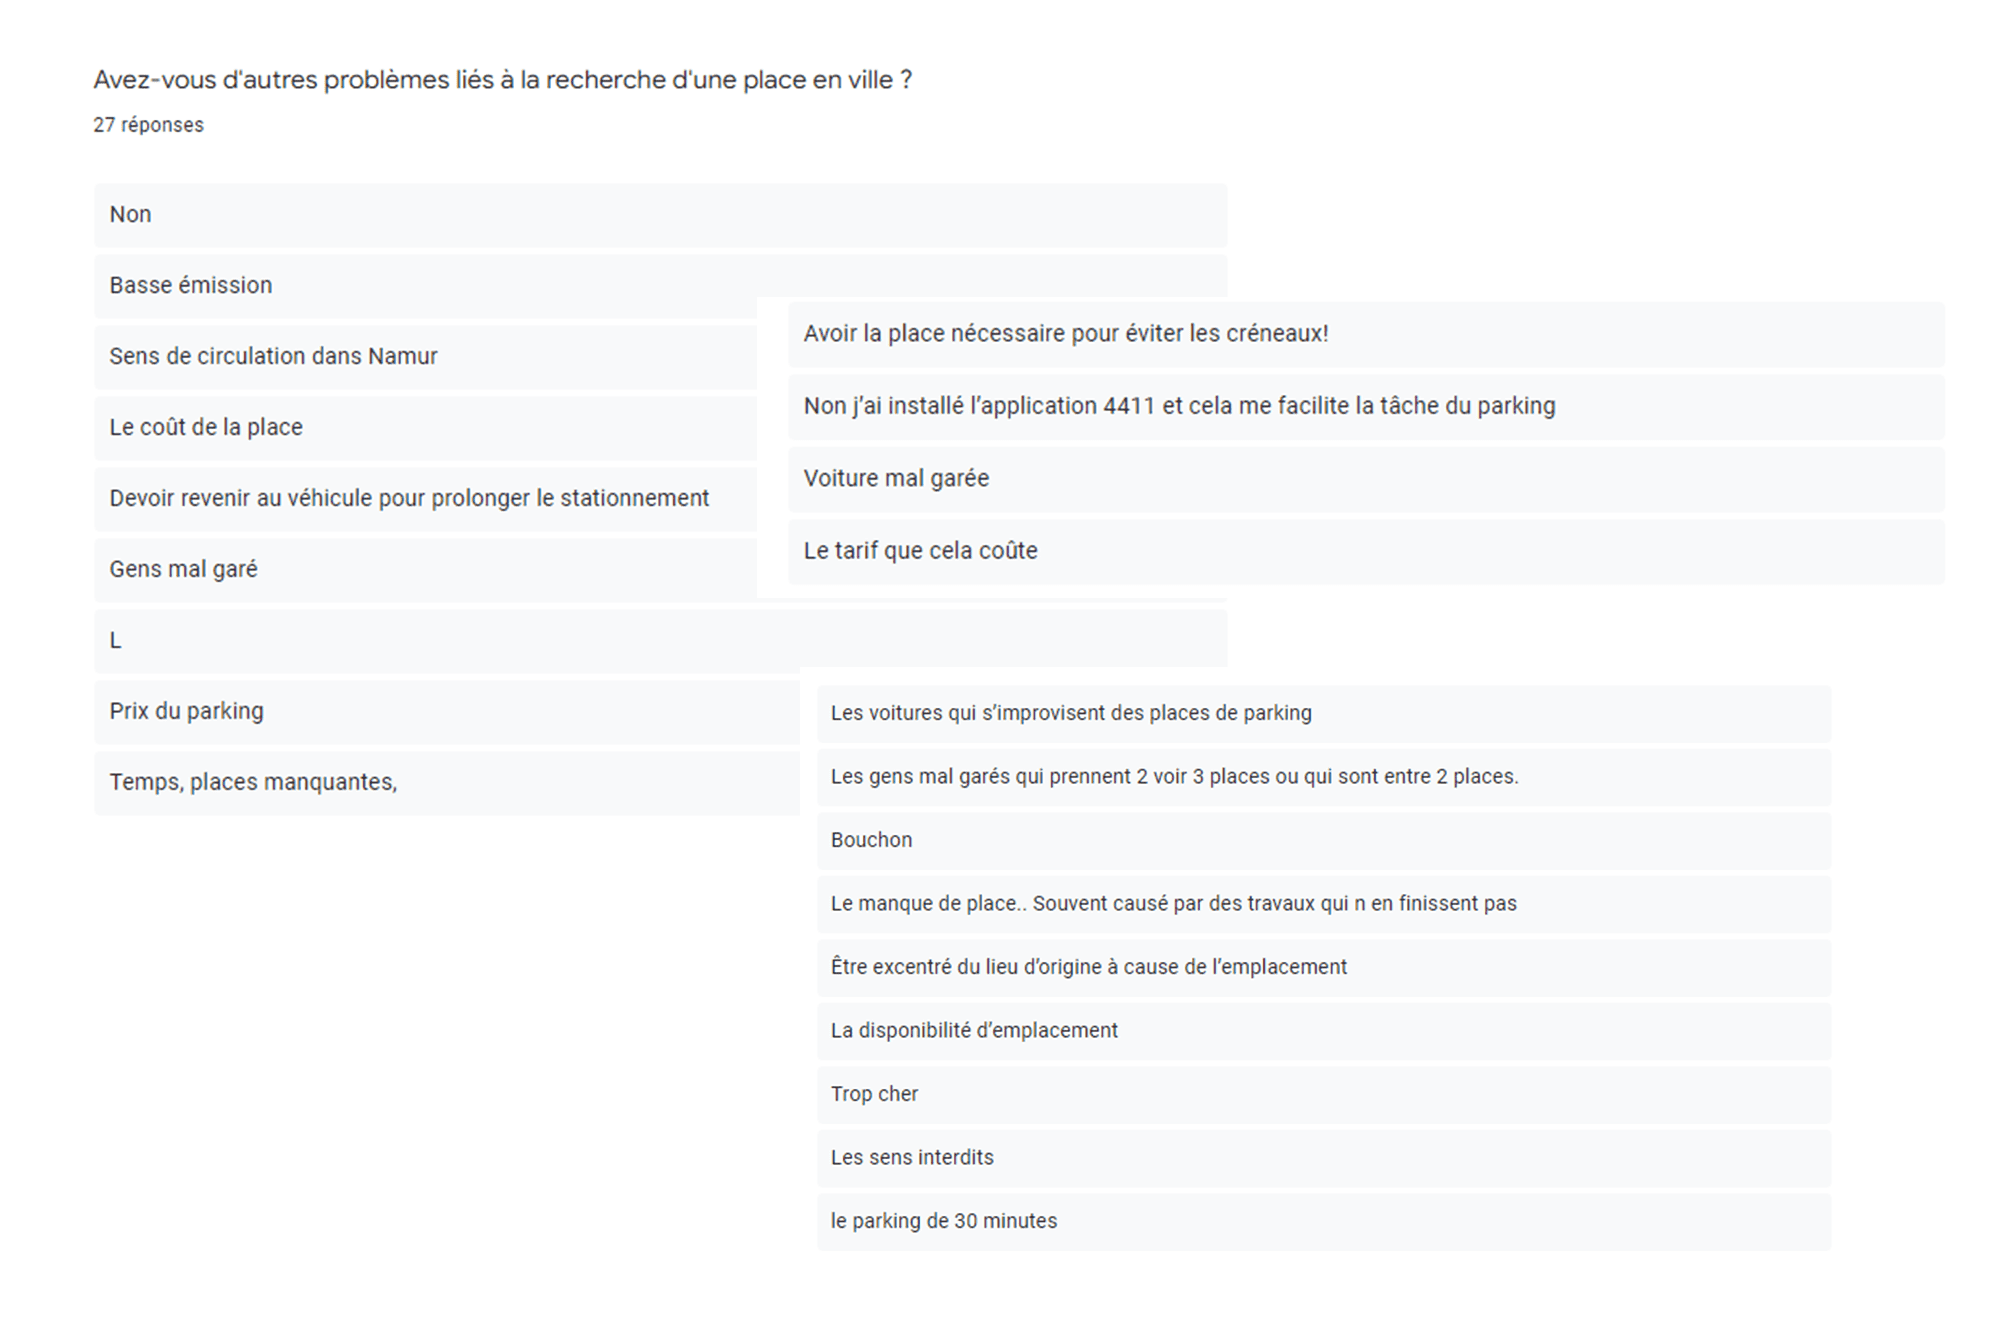 Avez-vous d'autres problèmes liés à la recherche d'une place en ville ?
27 réponses
Non
Basse émission
Sens de circulation dans Namur
Le coût de la place
Devoir revenir au véhicule pour prolonger le stationnement
Gens mal garé
L
Prix du parking
Temps, places manquantes,
Avoir la place nécessaire pour éviter les créneaux!
Non j’ai installé l’application 4411 et cela me facilite la tâche du parking
Voiture mal garée
Le tarif que cela coûte
Les voitures qui s’improvisent des places de parking
Les gens mal garés qui prennent 2 voir 3 places ou qui sont entre 2 places.
Bouchon
Le manque de place.. Souvent causé par des travaux qui n en finissent pas
Être excentré du lieu d’origine à cause de l’emplacement
La disponibilité d’emplacement
Trop cher
Les sens interdits
le parking de 30 minutes